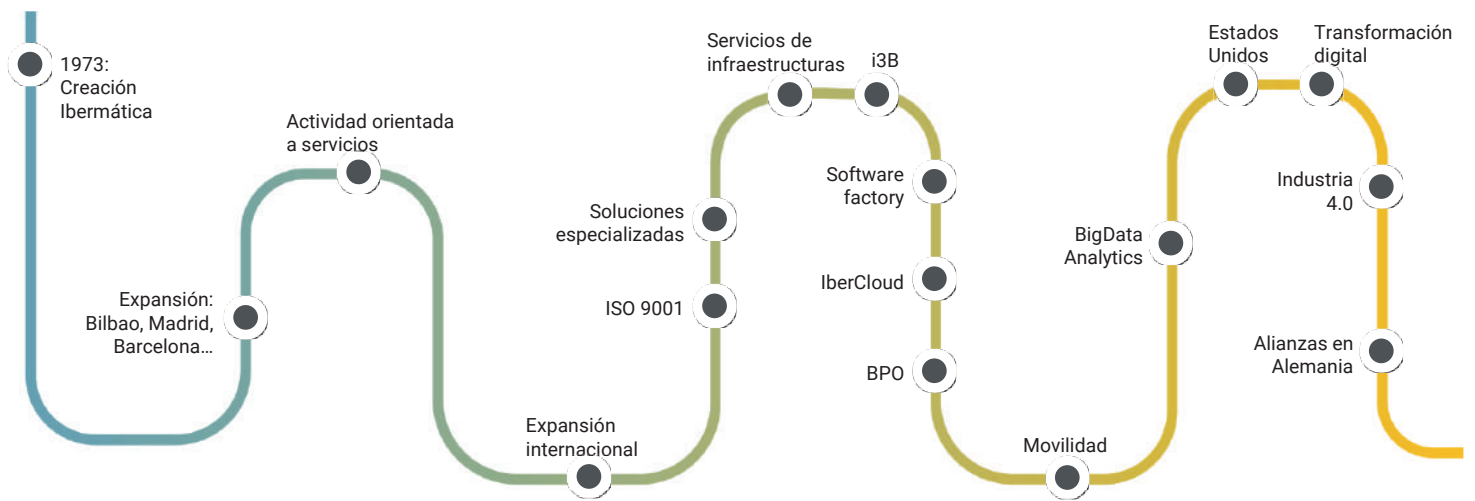 1973:
Creación
Ibermática
Expansión:
Bilbao, Madrid,
Barcelona…
Actividad orientada
a servicios
Expansión
internacional
ISO 9001
Soluciones
especializadas
Servicios de
infraestructuras
i3B
Software
factory
IberCloud
BPO
Movilidad
BigData
Analytics
Estados
Unidos
Transformación
digital
Industria
4.0
Alianzas en
Alemania